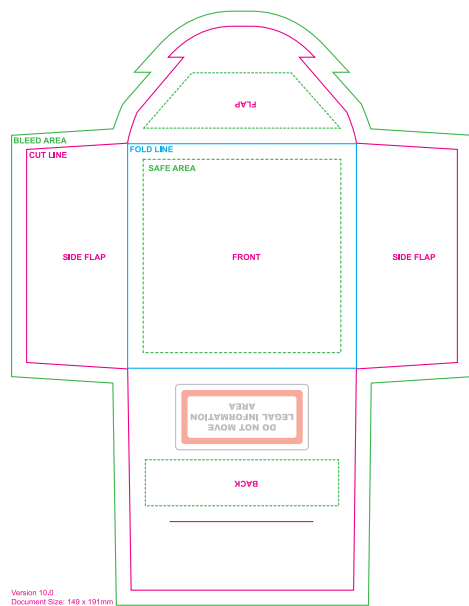 FLAP
BLEED AREA
CUT LINE
FOLD LINE
SAFE AREA
SIDE FLAP
FRONT
SIDE FLAP
DO NOT MOVE
LEGAL INFORMATION
AREA
BACK
Version 10.0
Document Size: 149 x 191mm